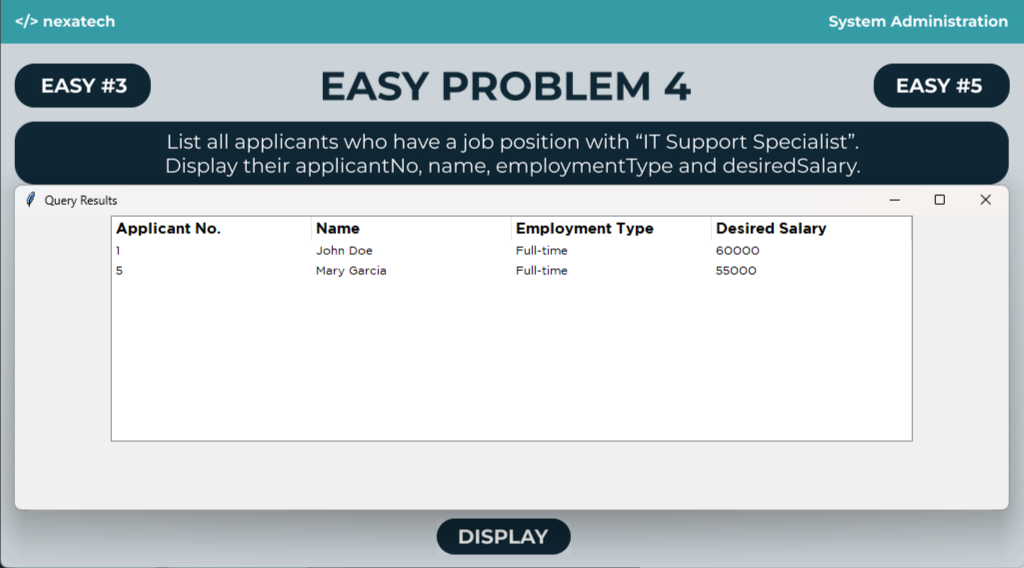 </> nexatech
System Administration
EASY #3
EASY PROBLEM 4
EASY #5
List all applicants who have a job position with “IT Support Specialist”.
Display their applicantNo, name, employmentType and desiredSalary.
Query Results
Applicant No. Name Employment Type Desired Salary
1 John Doe Full-time 60000
5 Mary Garcia Full-time 55000
DISPLAY